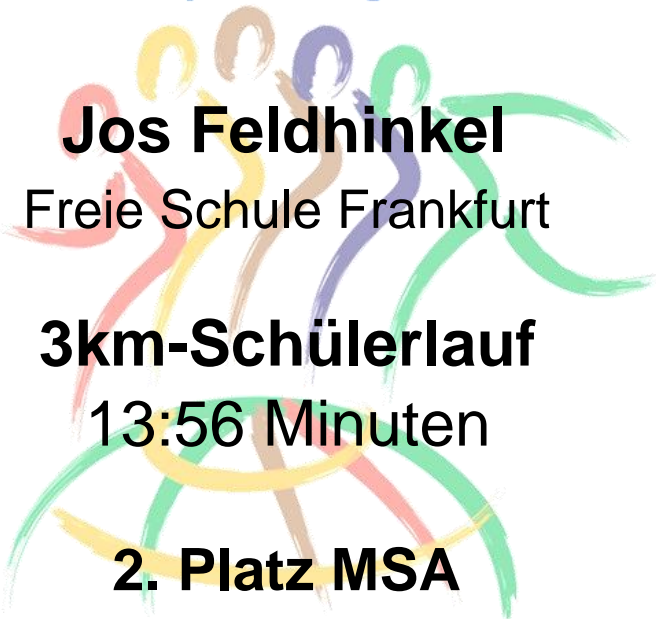 Jos Feldhinkel
Freie Schule Frankfurt
3km-Schülerlauf
13:56 Minuten
2. Platz MSA